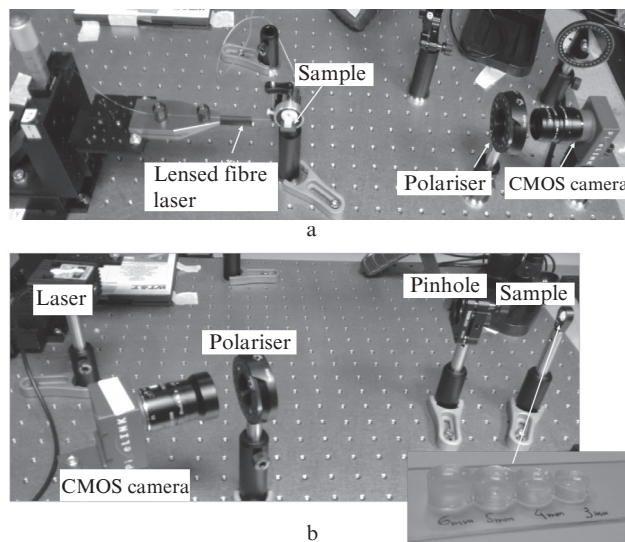 Sample
Lensed fibre
laser
Polariser
CMOS camera
a
Laser
Pinhole
Sample
Polariser
CMOS camera
6mm 5mm 4mm 3mm
b